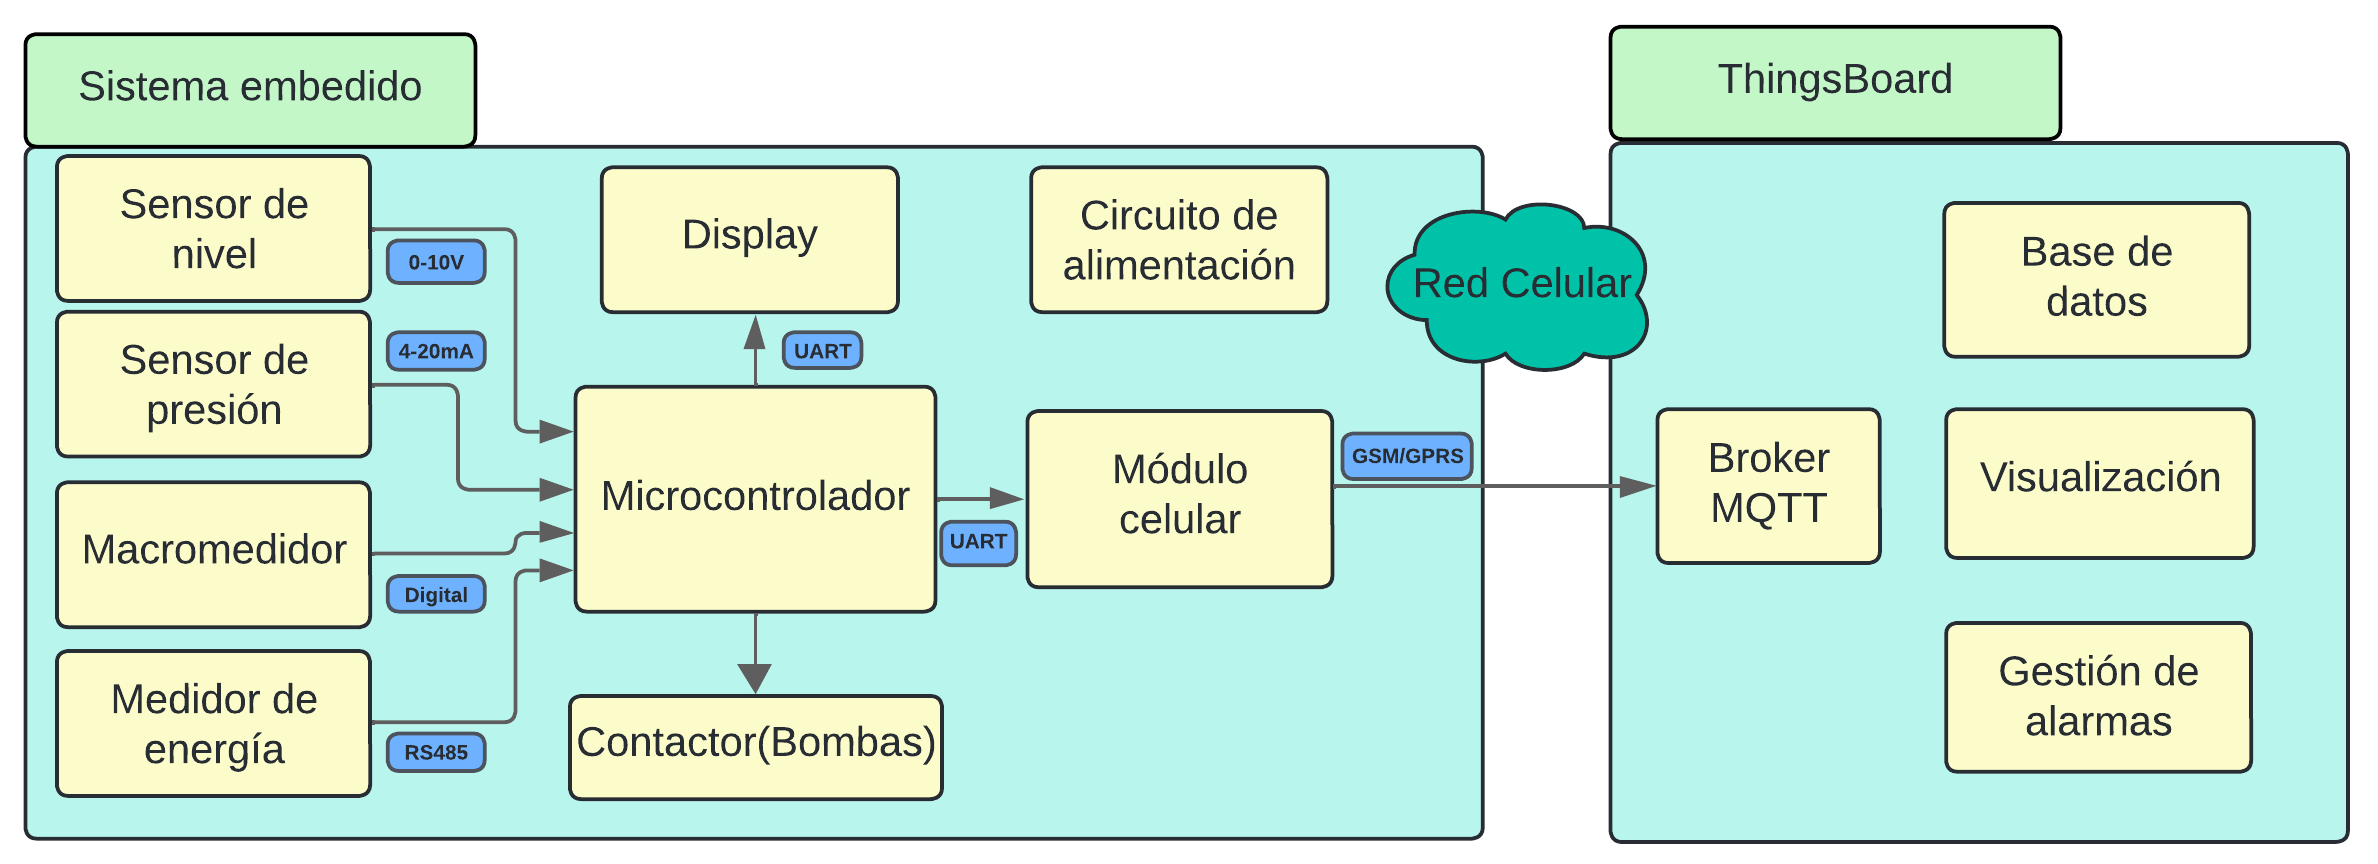 Sistema embedido
Sensor de
nivel
0-10V
Sensor de
presión
4-20mA
Macromedidor
Digital
Medidor de
energía
RS485
Display
UART
Microcontrolador
UART
Contactor(Bombas)
Circuito de
alimentación
Módulo
celular
GSM/GPRS
Red Celular
ThingsBoard
Broker
MQTT
Base de
datos
Visualización
Gestión de
alarmas